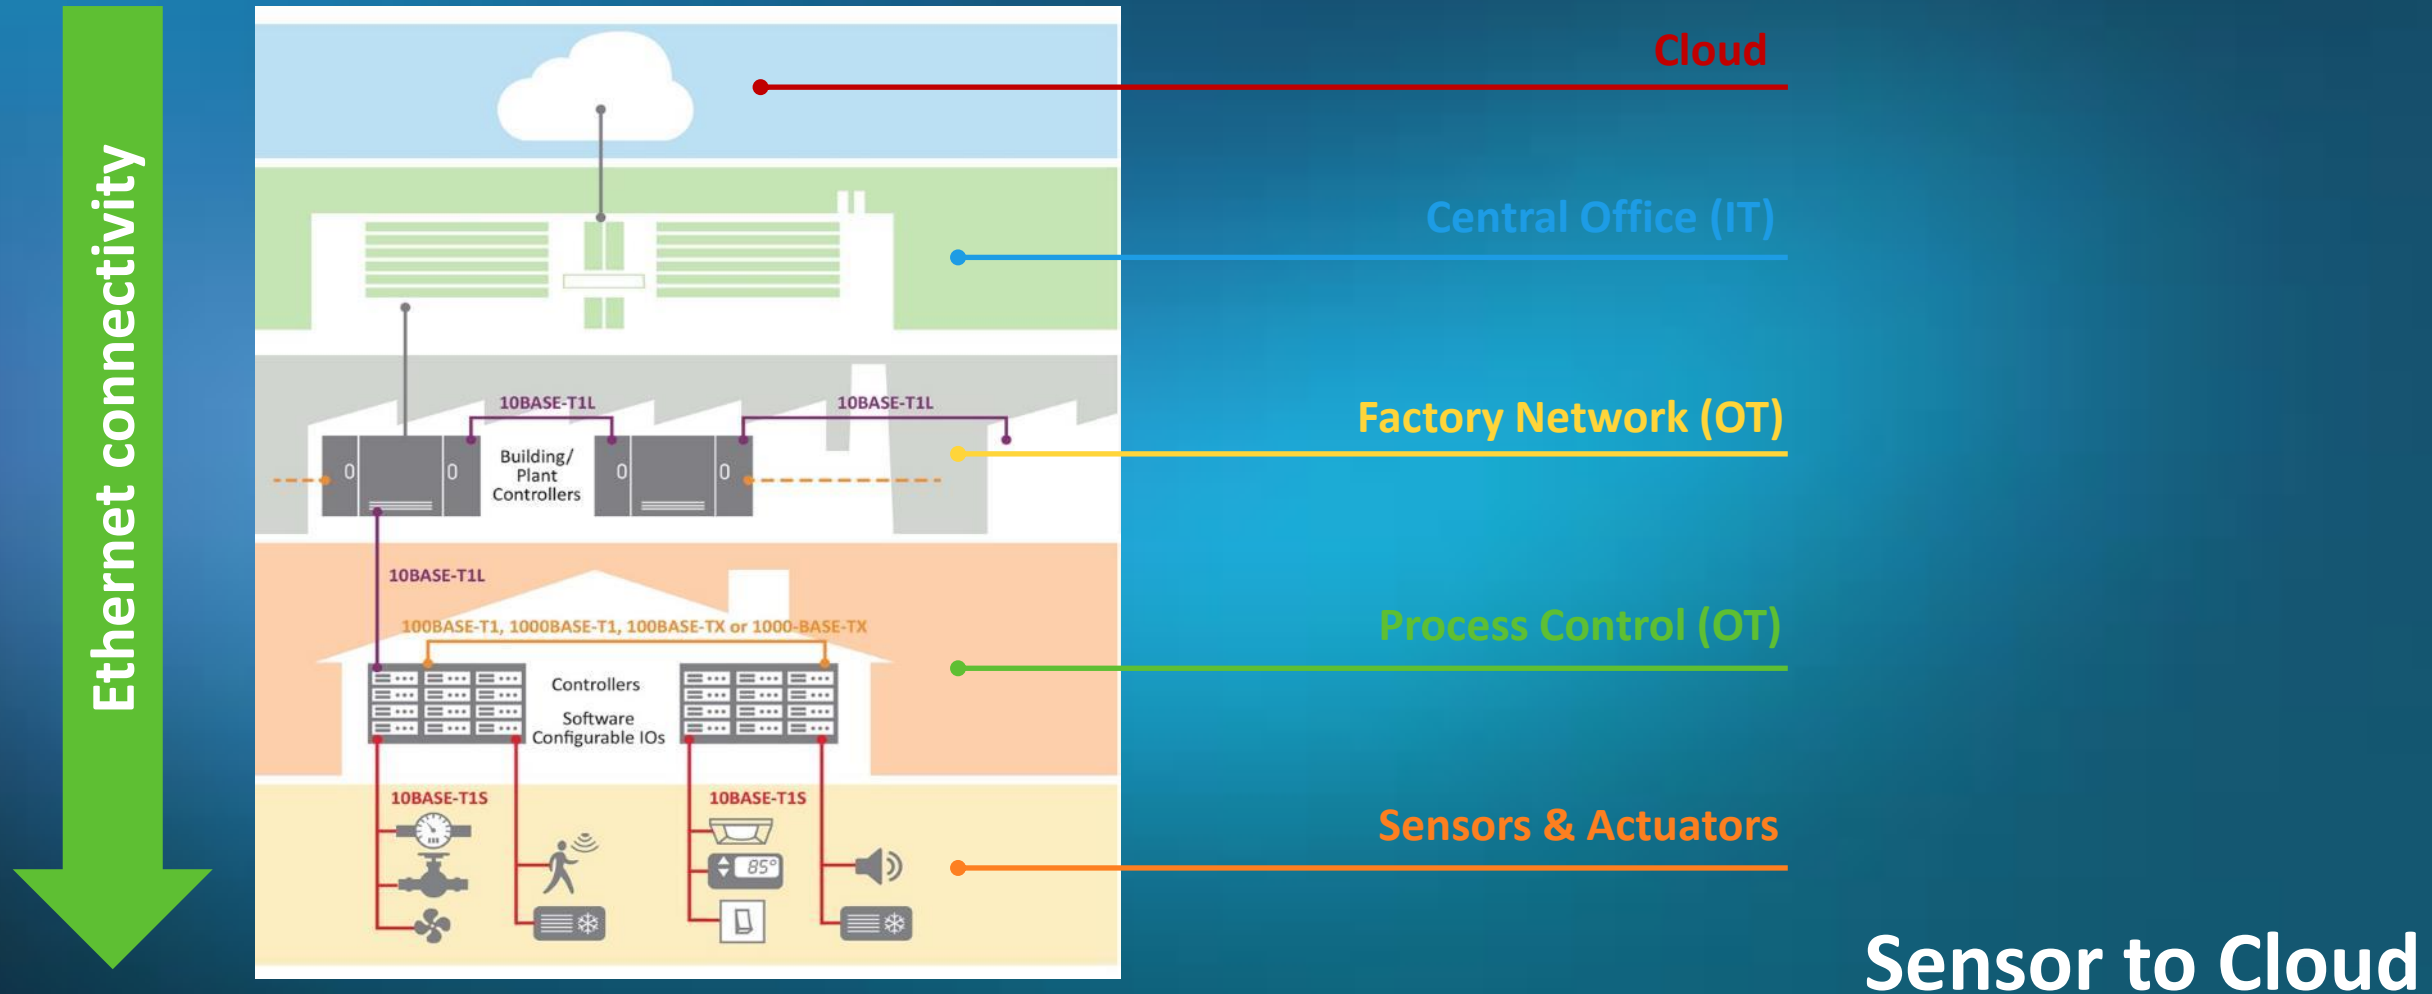 Ethernet connectivity
Cloud
Central Office (IT)
10BASE-T1L
10BASE-T1L
Factory Network (OT)
Building/
Plant
Controllers
10BASE-T1L
100BASE-T1, 1000BASE-T1, 100BASE-TX or 1000-BASE-TX
Process Control (OT)
Controllers
Software
Configurable IOs
10BASE-T1S
10BASE-T1S
Sensors & Actuators
85°
Sensor to Cloud